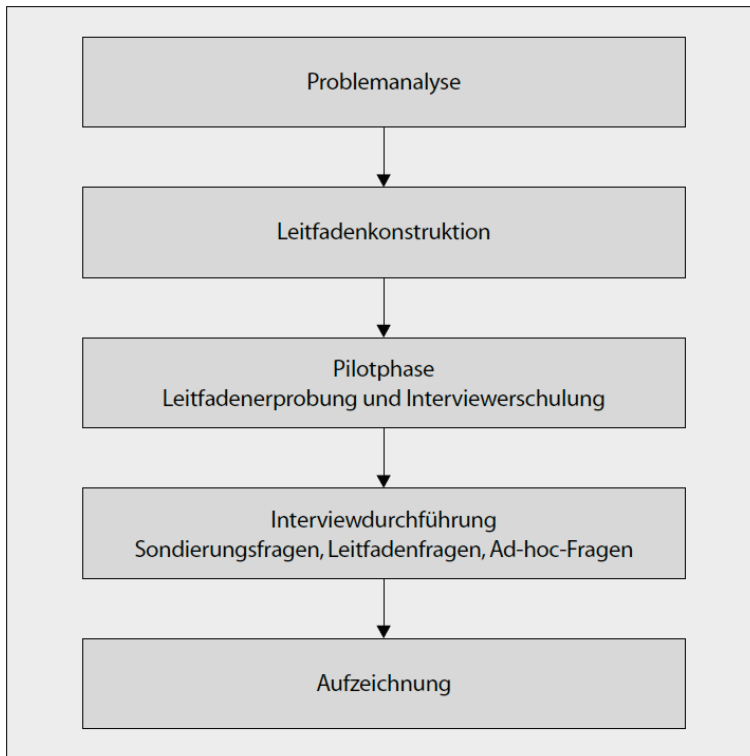 Problemanalyse
Leitfadenkonstruktion
Pilotphase
Leitfadenerprobung und Interviewerschulung
Interviewdurchführung
Sondierungsfragen, Leitfadenfragen, Ad-hoc-Fragen
Aufzeichnung